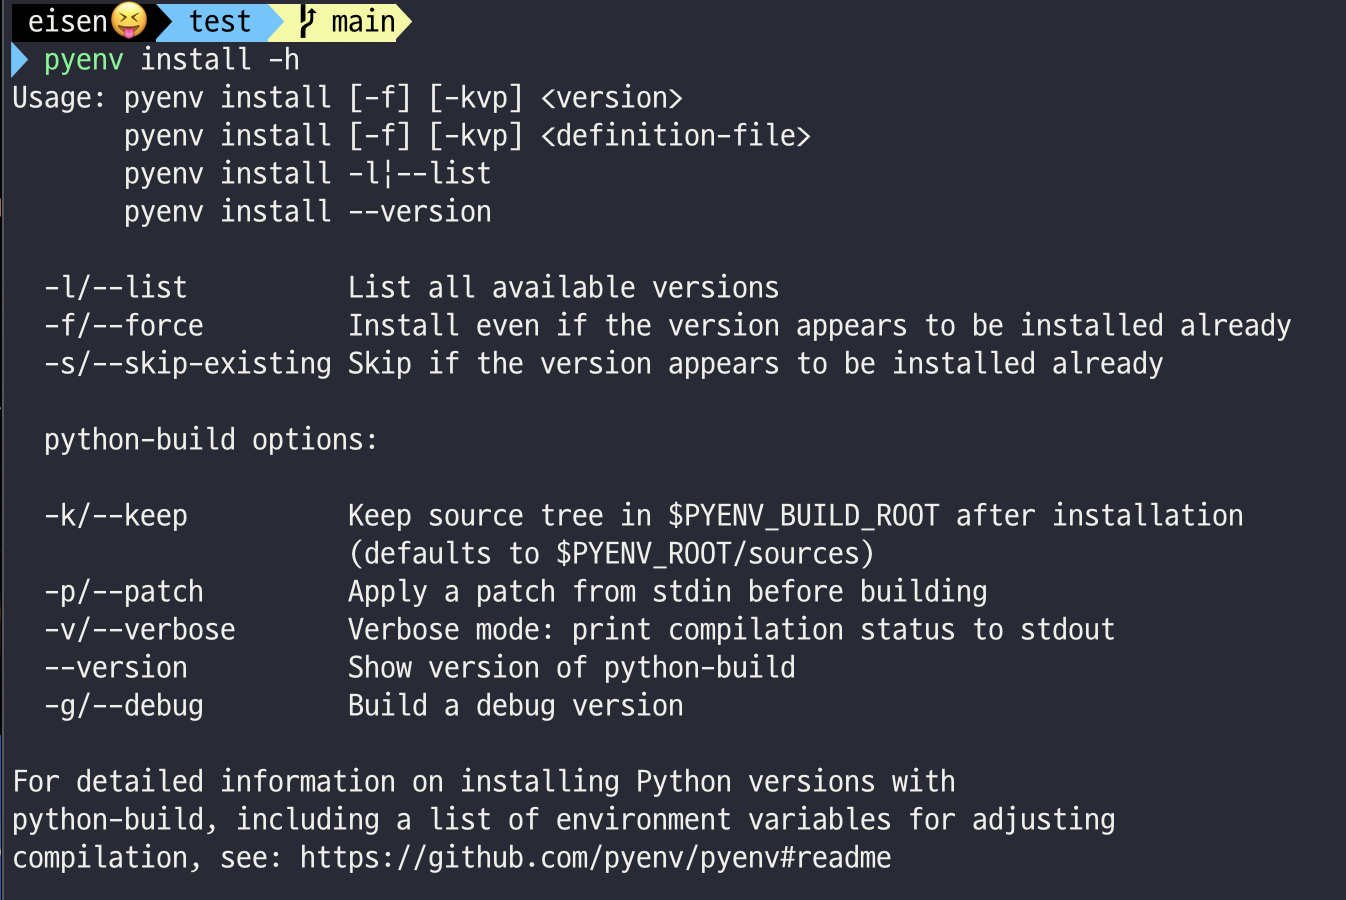 eisen😝 test main
pyenv install -h
Usage: pyenv install [-f] [-kvp] <version>
       pyenv install [-f] [-kvp] <definition-file>
       pyenv install -l¦--list
       pyenv install --version

  -l/--list          List all available versions
  -f/--force         Install even if the version appears to be installed already
  -s/--skip-existing Skip if the version appears to be installed already

  python-build options:

  -k/--keep          Keep source tree in $PYENV_BUILD_ROOT after installation
                     (defaults to $PYENV_ROOT/sources)
  -p/--patch         Apply a patch from stdin before building
  -v/--verbose       Verbose mode: print compilation status to stdout
  --version          Show version of python-build
  -g/--debug         Build a debug version

For detailed information on installing Python versions with
python-build, including a list of environment variables for adjusting
compilation, see: https://github.com/pyenv/pyenv#readme